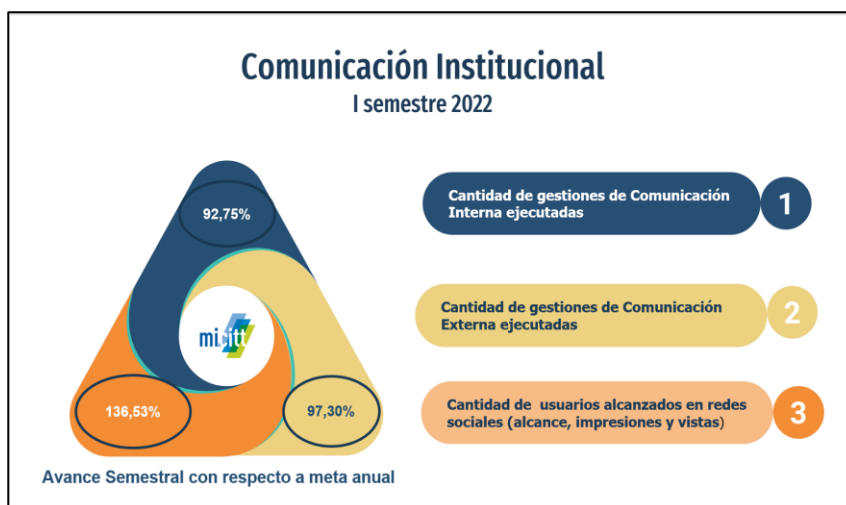 Comunicación Institucional
I semestre 2022
92,75%
136,53%
97,30%
micitt
Avance Semestral con respecto a meta anual
Cantidad de gestiones de Comunicación
Interna ejecutadas
1
Cantidad de gestiones de Comunicación
Externa ejecutadas
2
Cantidad de usuarios alcanzados en redes
sociales (alcance, impresiones y vistas)
3